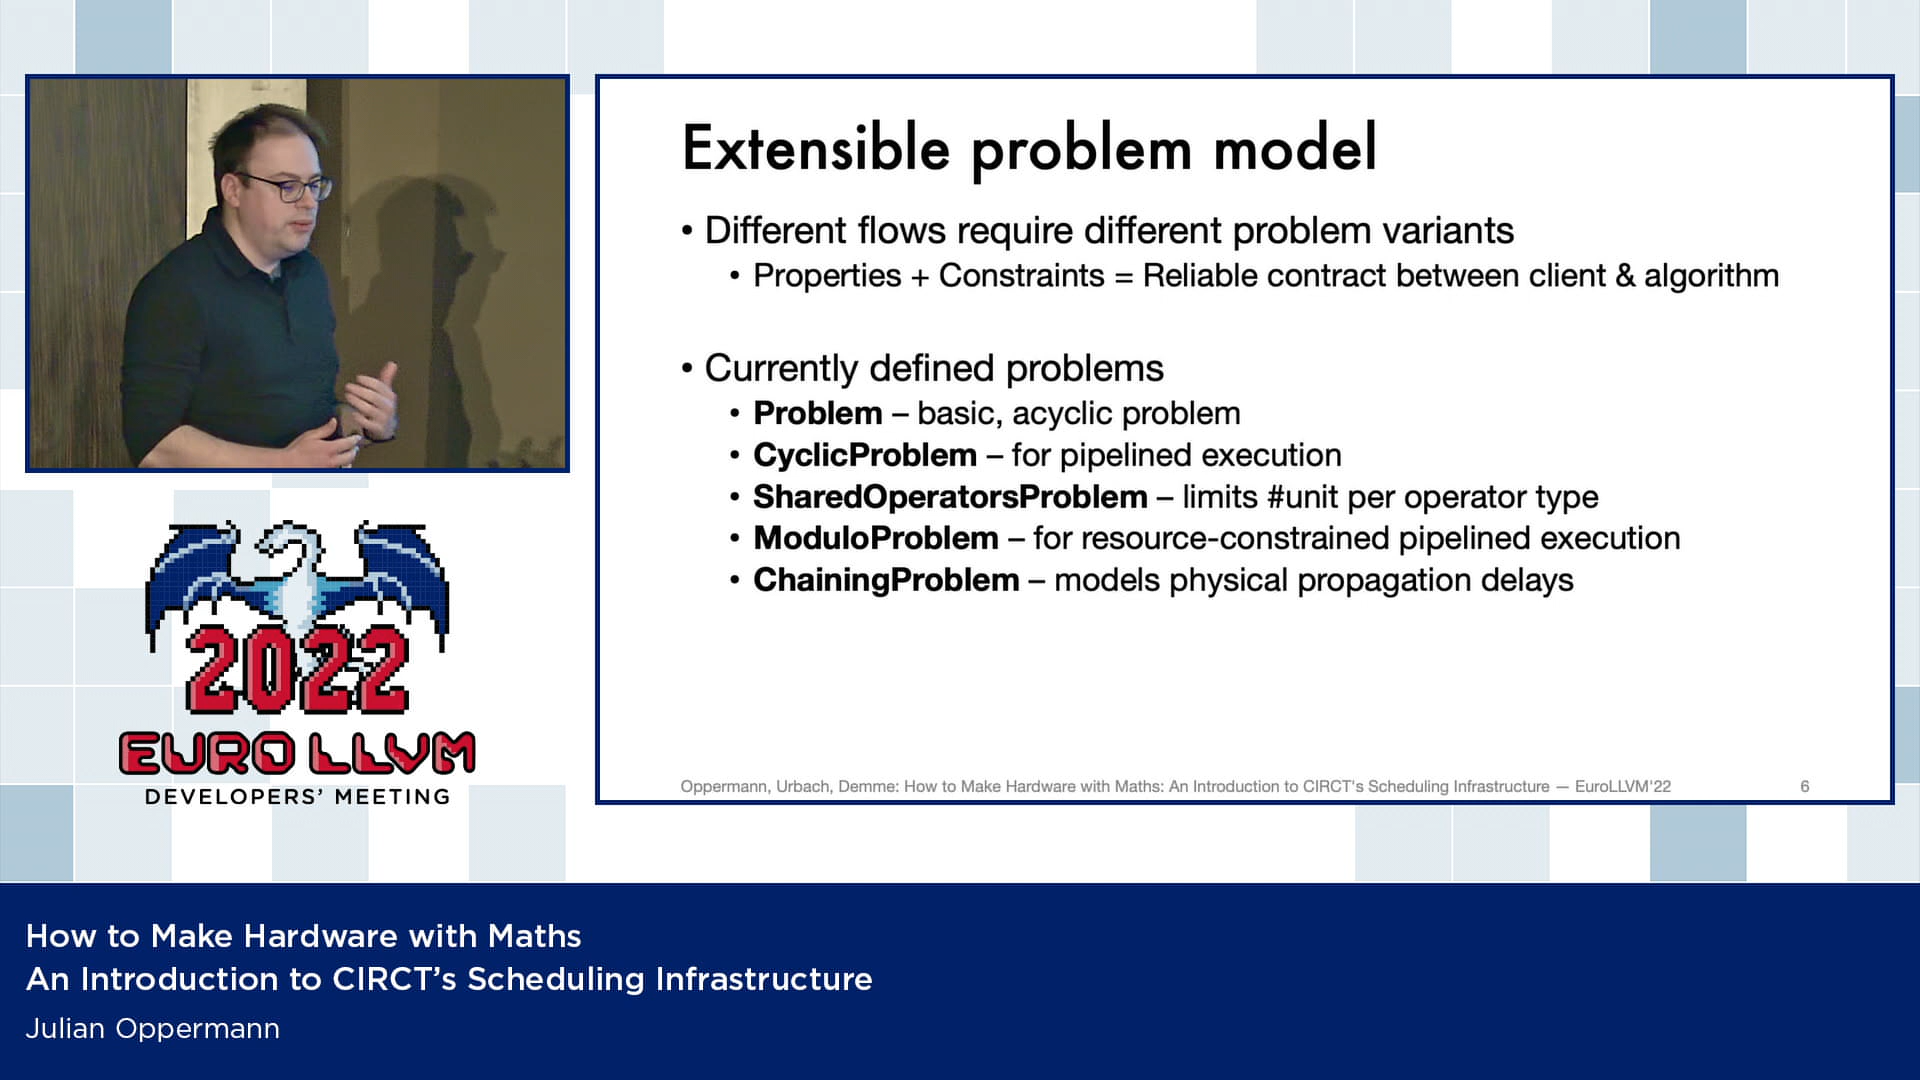 Extensible problem model
• Different flows require different problem variants
• Properties + Constraints = Reliable contract between client & algorithm
• Currently defined problems
• Problem – basic, acyclic problem
• CyclicProblem – for pipelined execution
• SharedOperatorsProblem – limits #unit per operator type
• ModuloProblem – for resource-constrained pipelined execution
• ChainingProblem – models physical propagation delays
Oppermann, Urbach, Demme: How to Make Hardware with Maths: An Introduction to CIRCT's Scheduling Infrastructure — EuroLLVM'22 6
2022
EURO LLVM
DEVELOPERS’ MEETING
How to Make Hardware with Maths
An Introduction to CIRCT’s Scheduling Infrastructure
Julian Oppermann